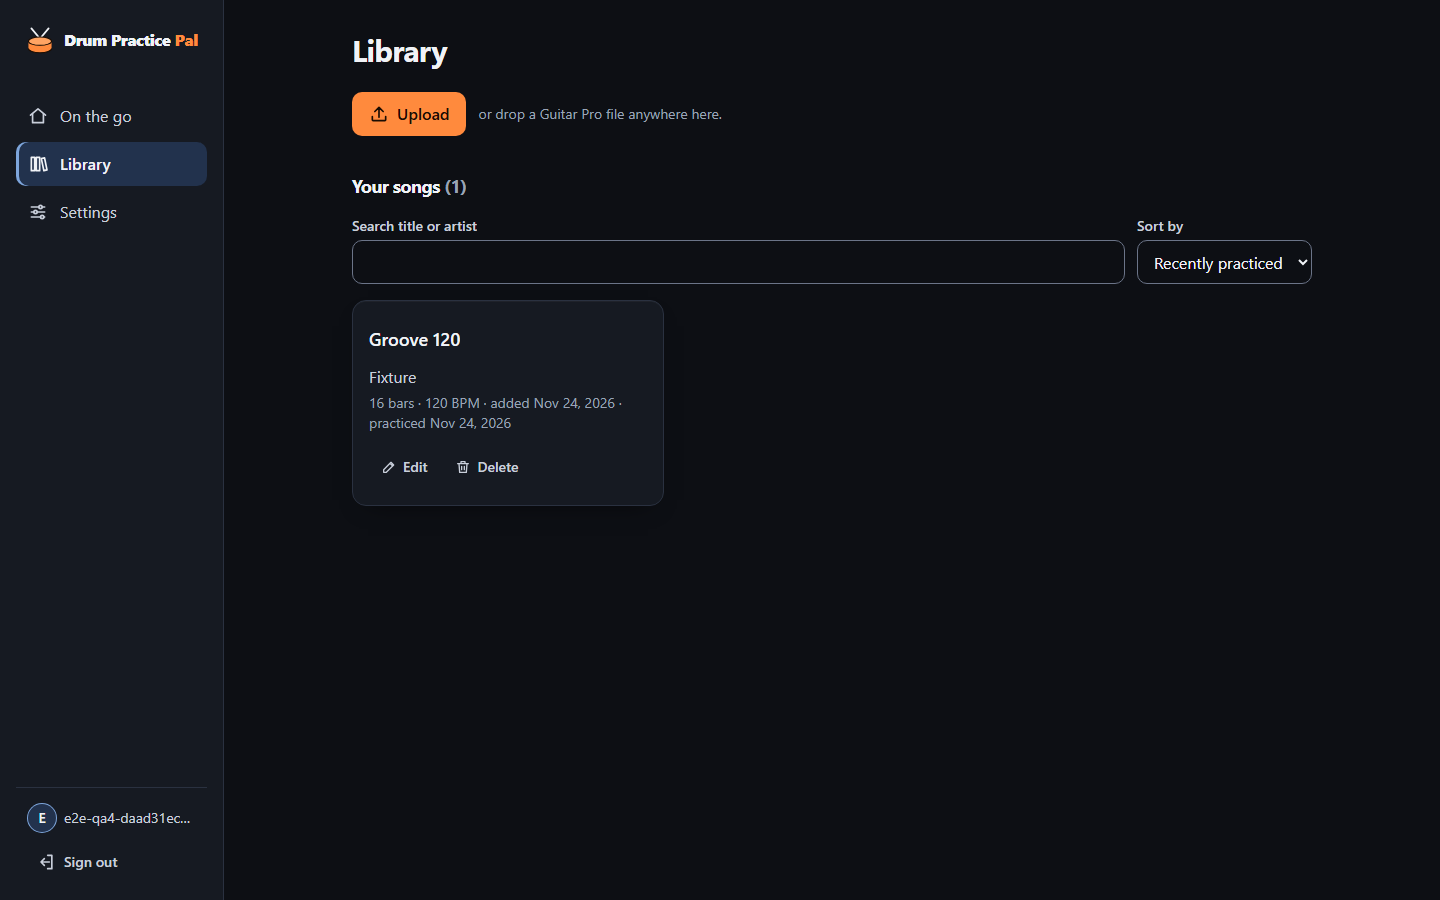 Drum Practice Pal
On the go
Library
Settings
e2e-qa4-daad31ec...
E
Sign out
Library
Upload
or drop a Guitar Pro file anywhere here.
Your songs (1)
Search title or artist
Sort by
Recently practiced
Groove 120
Fixture
16 bars · 120 BPM · added Nov 24, 2026 ·
practiced Nov 24, 2026
Edit
Delete